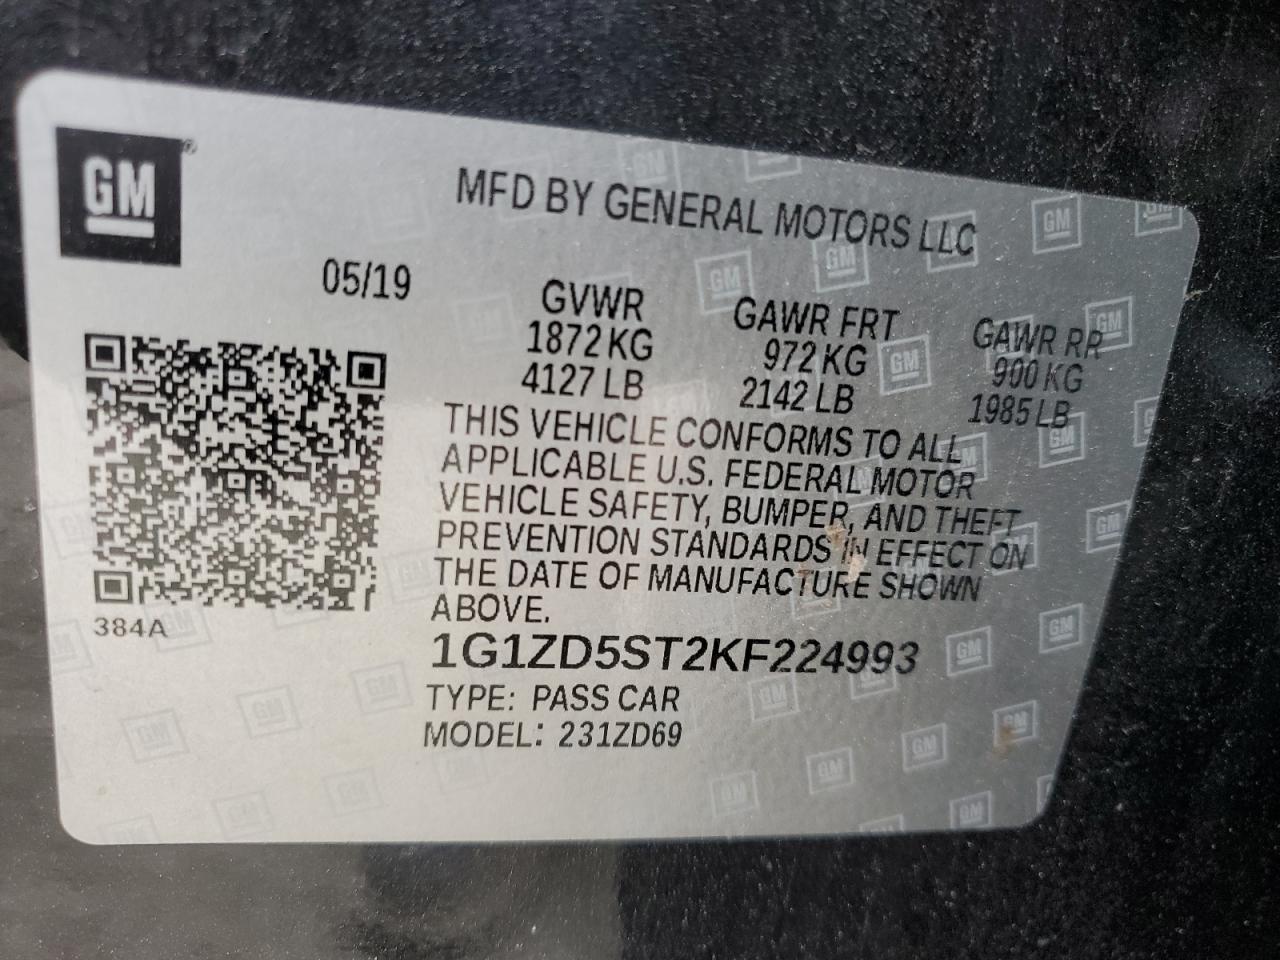 GM®
MFD BY GENERAL MOTORS LLC
05/19
GVWR
1872 KG
4127 LB
GAWR FRT
972 KG
2142 LB
GAWR RR
900 KG
1985 LB
THIS VEHICLE CONFORMS TO ALL
APPLICABLE U.S. FEDERAL MOTOR
VEHICLE SAFETY, BUMPER, AND THEFT
PREVENTION STANDARDS IN EFFECT ON
THE DATE OF MANUFACTURE SHOWN
ABOVE.
384A
1G1ZD5ST2KF224993
TYPE: PASS CAR
MODEL: 231ZD69